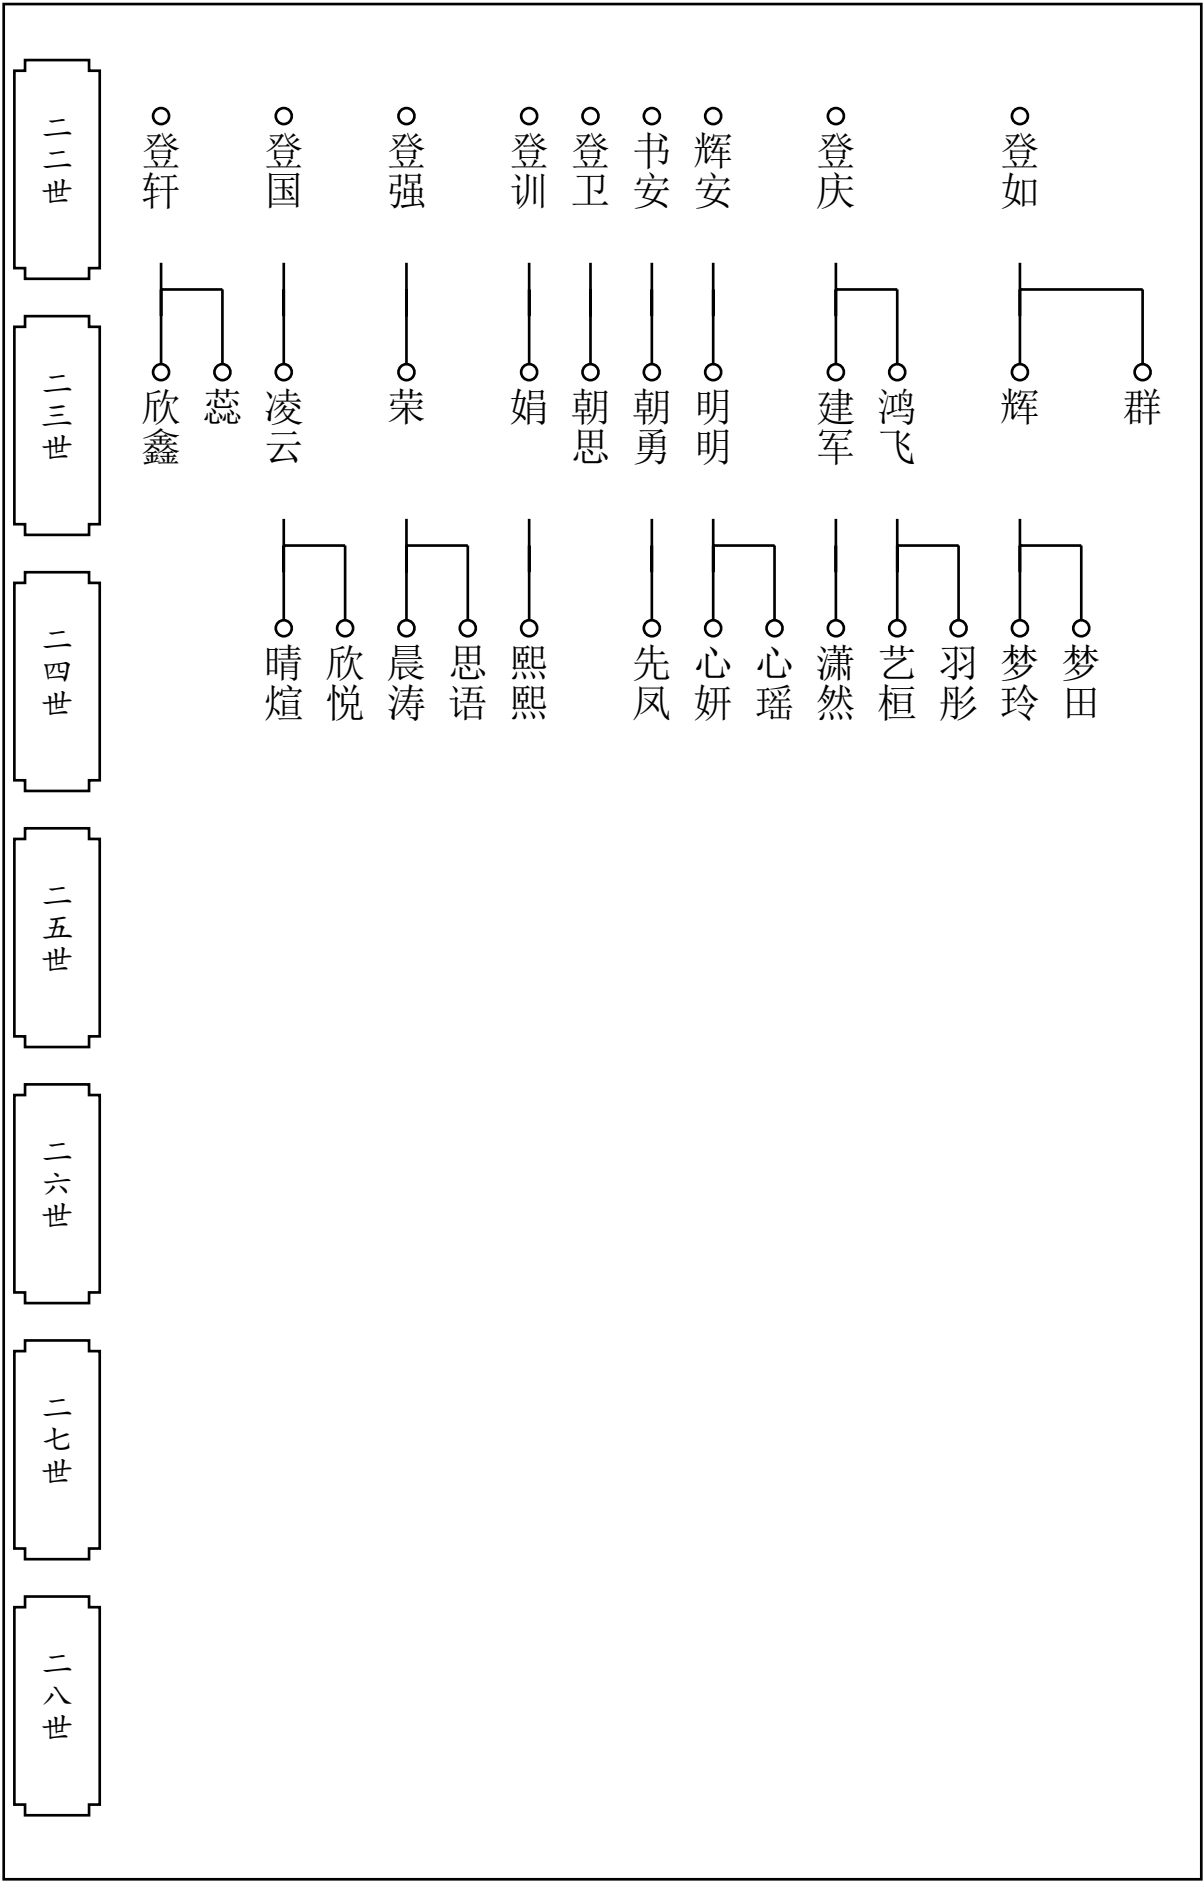 二二世
登轩
登国
登强
登训
登卫
书安
辉安
登庆
登如
二三世
欣鑫
蕊
凌云
荣
娟
朝思
朝勇
明明
建军
鸿飞
辉
群
二四世
晴煊
欣悦
晨涛
思语
熙熙
先凤
心妍
心瑶
潇然
艺桓
羽彤
梦玲
梦田
二五世
二六世
二七世
二八世